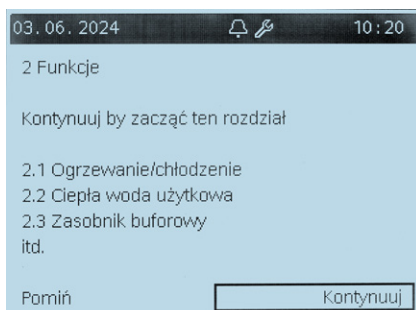 03.06.2024 10:20
2 Funkcje
Kontynuuj by zacząć ten rozdział
2.1 Ogrzewanie/chłodzenie
2.2 Ciepła woda użytkowa
2.3 Zasobnik buforowy
itd.
Pomiń Kontynuuj